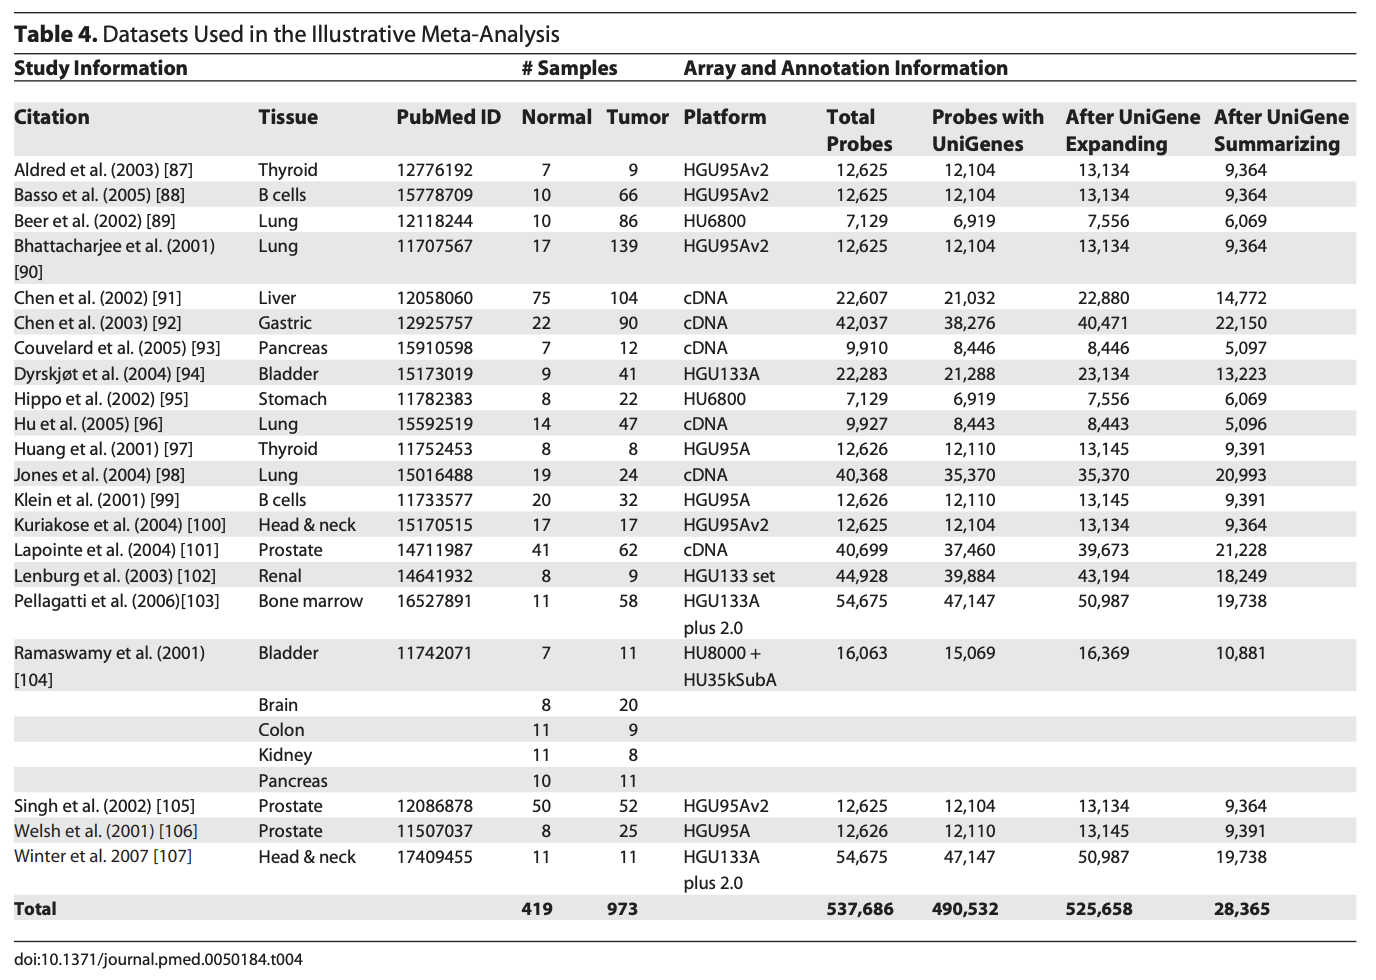 Table 4. Datasets Used in the Illustrative Meta-Analysis
Study Information # Samples Array and Annotation Information
Citation Tissue PubMed ID Normal Tumor Platform Total Probes with After UniGene After UniGene
Probes UniGenes Expanding Summarizing
Aldred et al. (2003) [87] Thyroid 12776192 7 9 HGU95Av2 12,625 12,104 13,134 9,364
Basso et al. (2005) [88] B cells 15778709 10 66 HGU95Av2 12,625 12,104 13,134 9,364
Beer et al. (2002) [89] Lung 12118244 10 86 HU6800 7,129 6,919 7,556 6,069
Bhattacharjee et al. (2001) Lung 11707567 17 139 HGU95Av2 12,625 12,104 13,134 9,364
[90]
Chen et al. (2002) [91] Liver 12058060 75 104 cDNA 22,607 21,032 22,880 14,772
Chen et al. (2003) [92] Gastric 12925757 22 90 cDNA 42,037 38,276 40,471 22,150
Couvelard et al. (2005) [93] Pancreas 15910598 7 12 cDNA 9,910 8,446 8,446 5,097
Dyrskjøt et al. (2004) [94] Bladder 15173019 9 41 HGU133A 22,283 21,288 23,134 13,223
Hippo et al. (2002) [95] Stomach 11782383 8 22 HU6800 7,129 6,919 7,556 6,069
Hu et al. (2005) [96] Lung 15592519 14 47 cDNA 9,927 8,443 8,443 5,096
Huang et al. (2001) [97] Thyroid 11752453 8 8 HGU95A 12,626 12,110 13,145 9,391
Jones et al. (2004) [98] Lung 15016488 19 24 cDNA 40,368 35,370 35,370 20,993
Klein et al. (2001) [99] B cells 11733577 20 32 HGU95A 12,626 12,110 13,145 9,391
Kuriakose et al. (2004) [100] Head & neck 15170515 17 17 HGU95Av2 12,625 12,104 13,134 9,364
Lapointe et al. (2004) [101] Prostate 14711987 41 62 cDNA 40,699 37,460 39,673 21,228
Lenburg et al. (2003) [102] Renal 14641932 8 9 HGU133 set 44,928 39,884 43,194 18,249
Pellagatti et al. (2006)[103] Bone marrow 16527891 11 58 HGU133A 54,675 47,147 50,987 19,738
plus 2.0
Ramaswamy et al. (2001) Bladder 11742071 7 11 HU8000 + 16,063 15,069 16,369 10,881
[104] HU35kSubA
Brain 8 20
Colon 11 9
Kidney 11 8
Pancreas 10 11
Singh et al. (2002) [105] Prostate 12086878 50 52 HGU95Av2 12,625 12,104 13,134 9,364
Welsh et al. (2001) [106] Prostate 11507037 8 25 HGU95A 12,626 12,110 13,145 9,391
Winter et al. 2007 [107] Head & neck 17409455 11 11 HGU133A 54,675 47,147 50,987 19,738
plus 2.0
Total 419 973 537,686 490,532 525,658 28,365
doi:10.1371/journal.pmed.0050184.t004